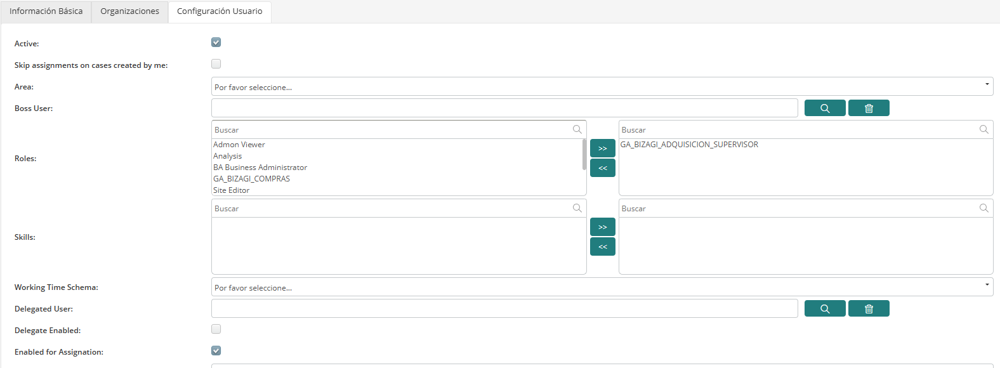 Información Básica
Organizaciones
Configuración Usuario
Active:
Skip assignments on cases created by me:
Area:
Por favor seleccione...
Boss User:
Roles:
Buscar
Admon Viewer
Analysis
BA Business Administrator
GA_BIZAGI_COMPRAS
Site Editor
>>
<<
Buscar
GA_BIZAGI_ADQUISICION_SUPERVISOR
Skills:
Buscar
>>
<<
Buscar
Working Time Schema:
Por favor seleccione...
Delegated User:
Delegate Enabled:
Enabled for Assignation: